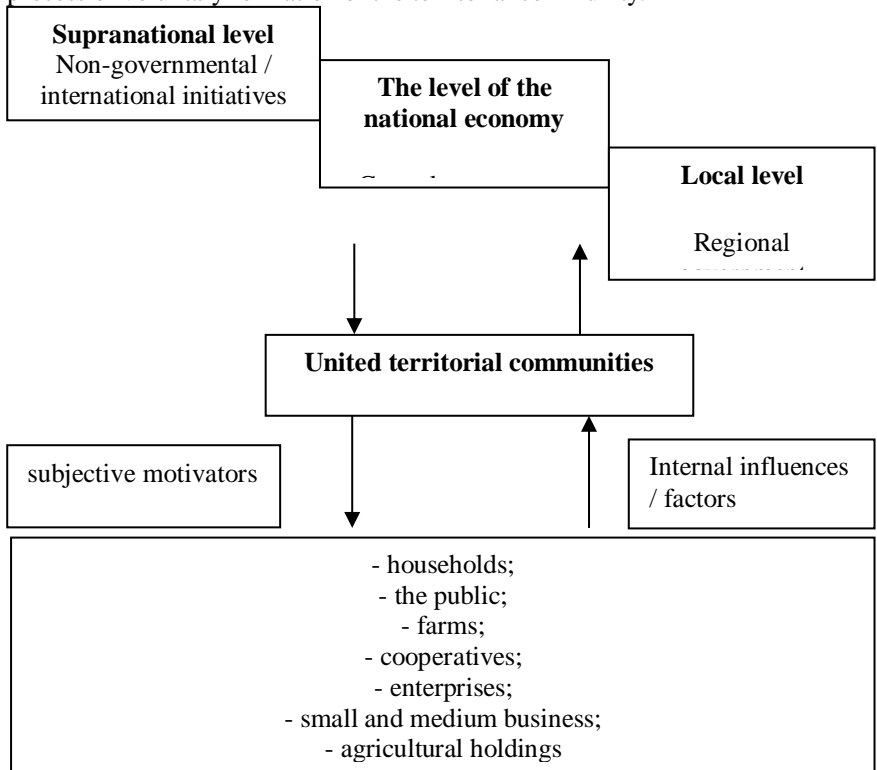 Supranational level
Non-governmental /
international initiatives
The level of the
national economy
Local level
Regional
United territorial communities
subjective motivators
Internal influences
/ factors
- households;
- the public;
- farms;
- cooperatives;
- enterprises;
- small and medium business;
- agricultural holdings